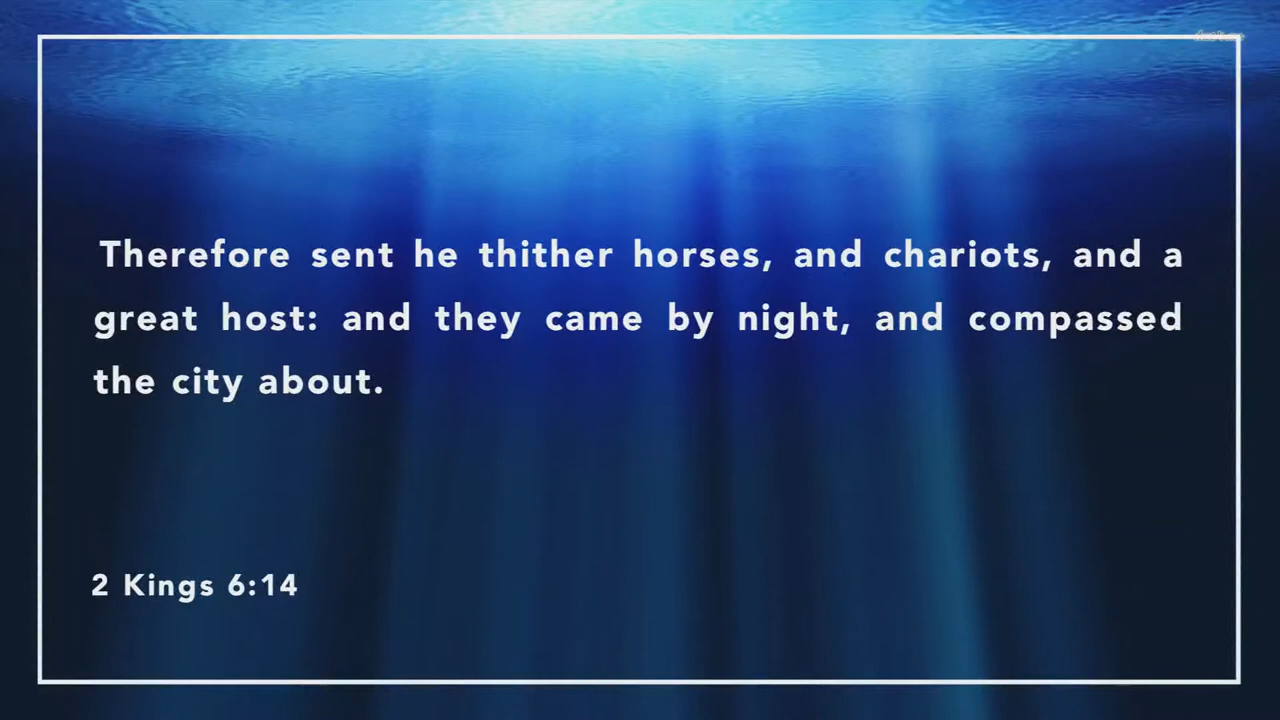 Therefore sent he thither horses, and chariots, and a
great host: and they came by night, and compassed
the city about.
2 Kings 6:14